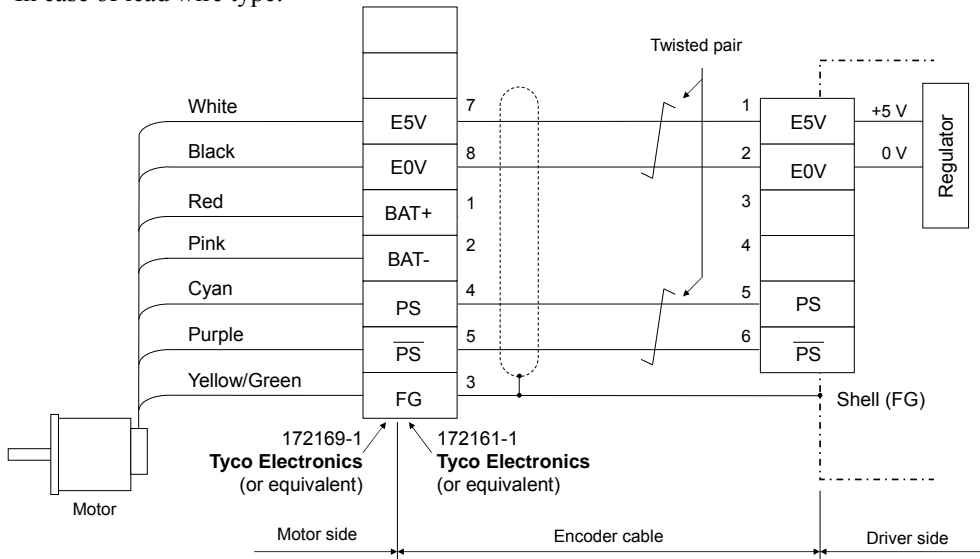 In case of lead wire type.
Twisted pair
White 7 1 +5 V
E5V E5V
Black 8 2 0 V
E0V E0V
Regulator
Red 1 3
BAT+
Pink 2 4
BAT-
Cyan 4 5
PS PS
Purple 5 6
P̅S̅ P̅S̅
Yellow/Green 3
FG Shell (FG)
172169-1 172161-1
Tyco Electronics Tyco Electronics
(or equivalent) (or equivalent)
Motor
Motor side Encoder cable Driver side